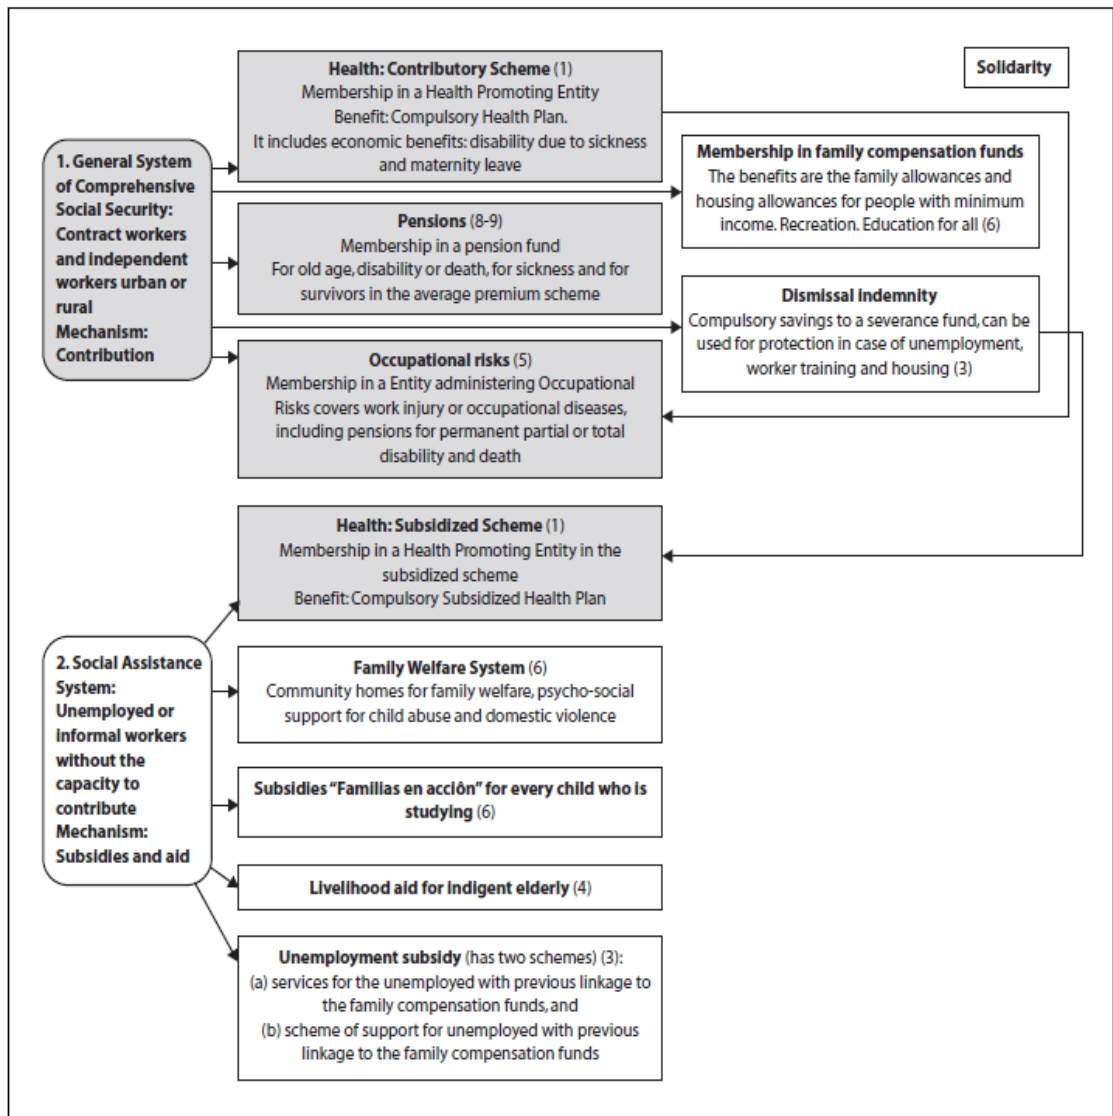 Solidarity
Health: Contributory Scheme (1)
Membership in a Health Promoting Entity
Benefit: Compulsory Health Plan.
It includes economic benefits: disability due to sickness
and maternity leave
1. General System
of Comprehensive
Social Security:
Contract workers
and independent
workers urban or
rural
Mechanism:
Contribution
Membership in family compensation funds
The benefits are the family allowances and
housing allowances for people with minimum
income. Recreation. Education for all (6)
Pensions (8-9)
Membership in a pension fund
For old age, disability or death, for sickness and for
survivors in the average premium scheme
Dismissal indemnity
Compulsory savings to a severance fund, can be
used for protection in case of unemployment,
worker training and housing (3)
Occupational risks (5)
Membership in a Entity administering Occupational
Risks covers work injury or occupational diseases,
including pensions for permanent partial or total
disability and death
Health: Subsidized Scheme (1)
Membership in a Health Promoting Entity in the
subsidized scheme
Benefit: Compulsory Subsidized Health Plan
2. Social Assistance
System:
Unemployed or
informal workers
without the
capacity to
contribute
Mechanism:
Subsidies and aid
Family Welfare System (6)
Community homes for family welfare, psycho-social
support for child abuse and domestic violence
Subsidies “Familias en acciôn” for every child who is
studying (6)
Livelihood aid for indigent elderly (4)
Unemployment subsidy (has two schemes) (3):
(a) services for the unemployed with previous linkage to
the family compensation funds, and
(b) scheme of support for unemployed with previous
linkage to the family compensation funds